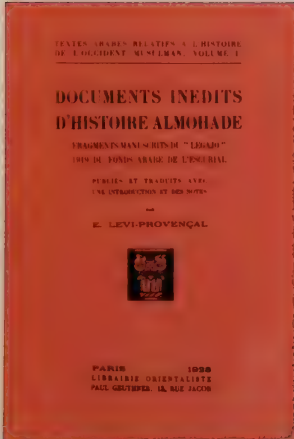 TEXTES ARABES RELATIFS A L'HISTOIRE
DE L'OCCIDENT MUSULMAN. VOLUME I
DOCUMENTS INEDITS
D'HISTOIRE ALMOHADE
FRAGMENTS MANUSCRITS DU "LEGAJO"
1919 DU FONDS ARABE DE L'ESCURIAL
PUBLIES ET TRADUITS AVEC
UNE INTRODUCTION ET DES NOTES
PAR
E. LEVI-PROVENÇAL
PARIS 1928
LIBRAIRIE ORIENTALISTE
PAUL GEUTHNER, 13, RUE JACOB